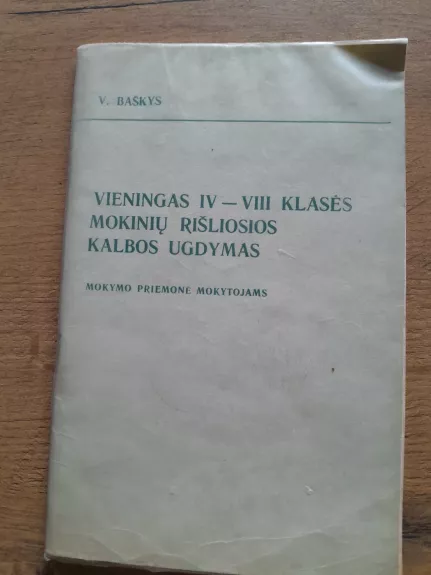 V. BAŠKYS
VIENINGAS IV — VIII KLASĖS
MOKINIŲ RIŠLIOSIOS
KALBOS UGDYMAS
MOKYMO PRIEMONĖ MOKYTOJAMS